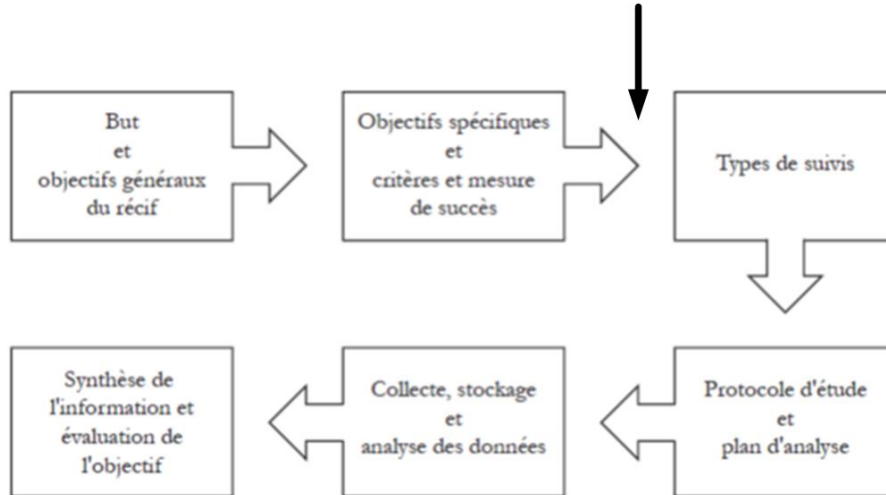 But
et
objectifs généraux
du récif
Objectifs spécifiques
et
critères et mesure
de succès
Types de suivis
Protocole d'étude
et
plan d'analyse
Collecte, stockage
et
analyse des données
Synthèse de
l'information et
évaluation de
l'objectif